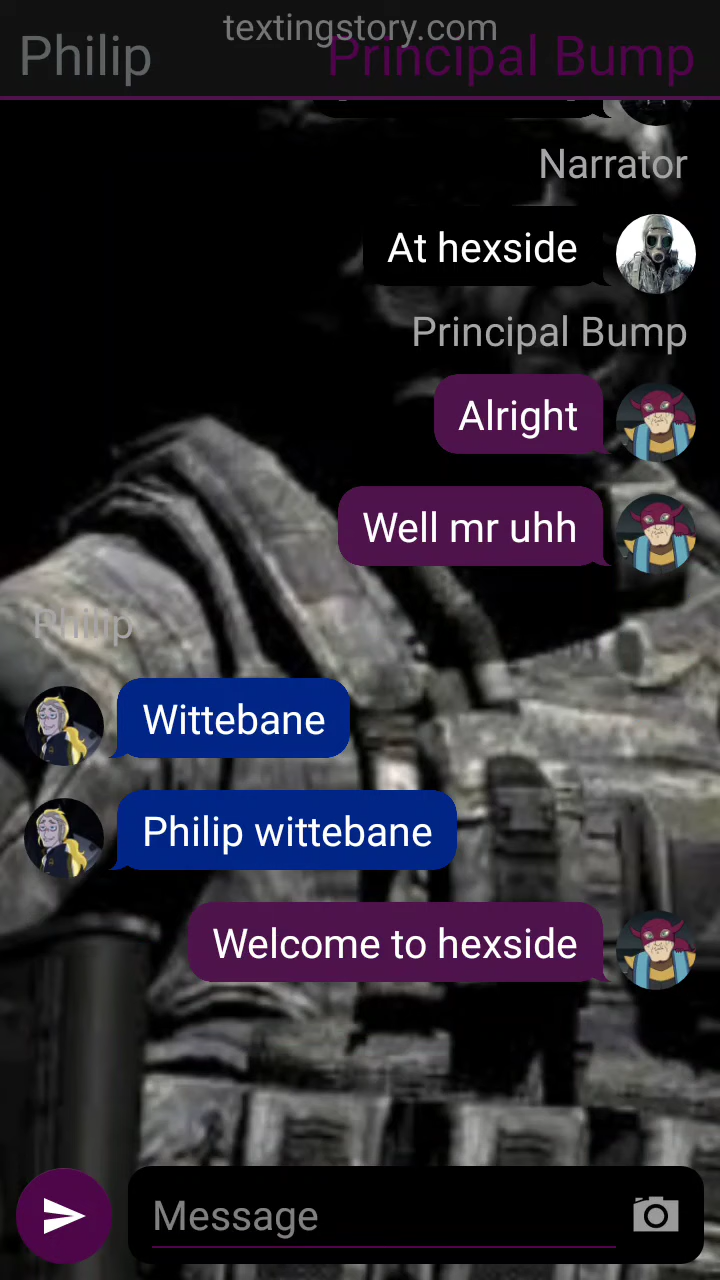 textingstory.com
Philip
Principal Bump
Narrator
At hexside
Principal Bump
Alright
Well mr uhh
Philip
Wittebane
Philip wittebane
Welcome to hexside
Message